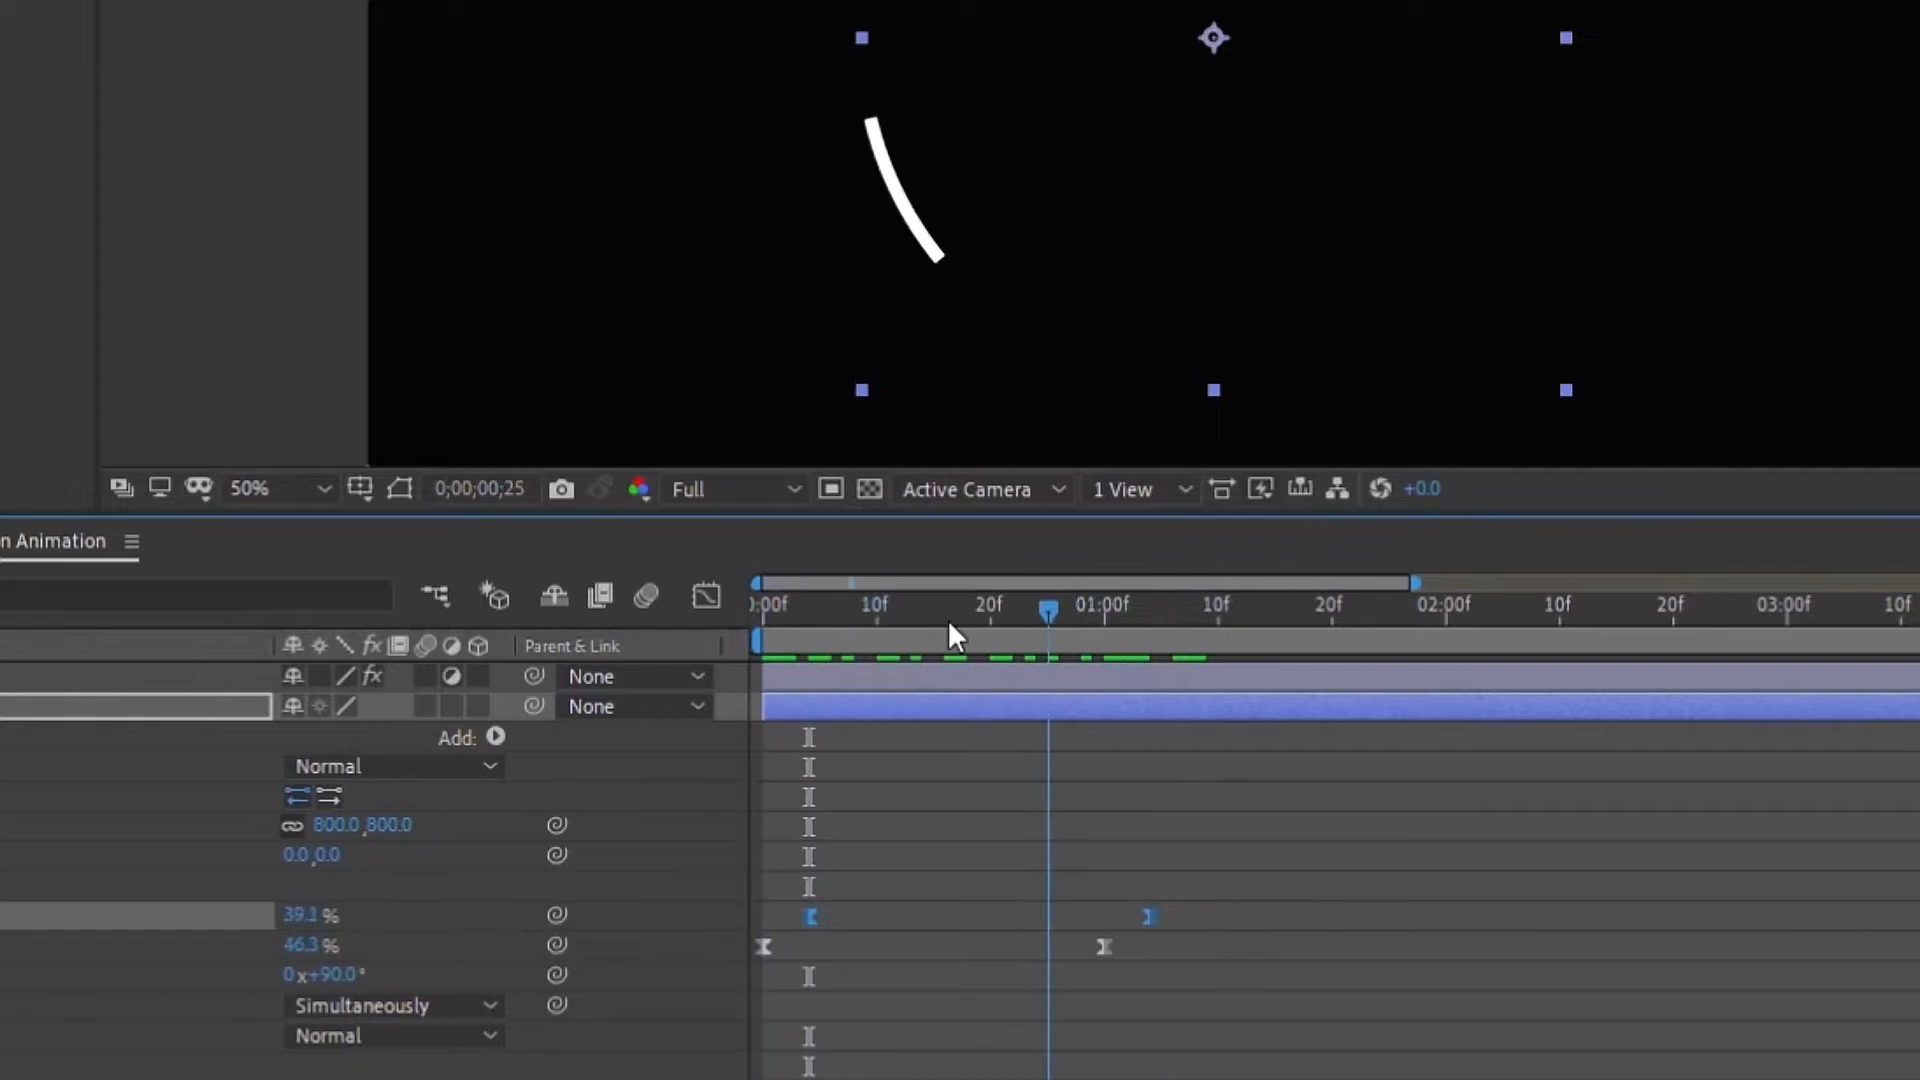 50% 0;00;00;25 Full Active Camera 1 View +0.0
n Animation
):00f 10f 20f 01:00f 10f 20f 02:00f 10f 20f 03:00f 10f
fx Parent & Link
fx None
None
Add:
Normal
800.0,800.0
0.0,0.0
39.1 %
46.3 %
0x+90.0°
Simultaneously
Normal